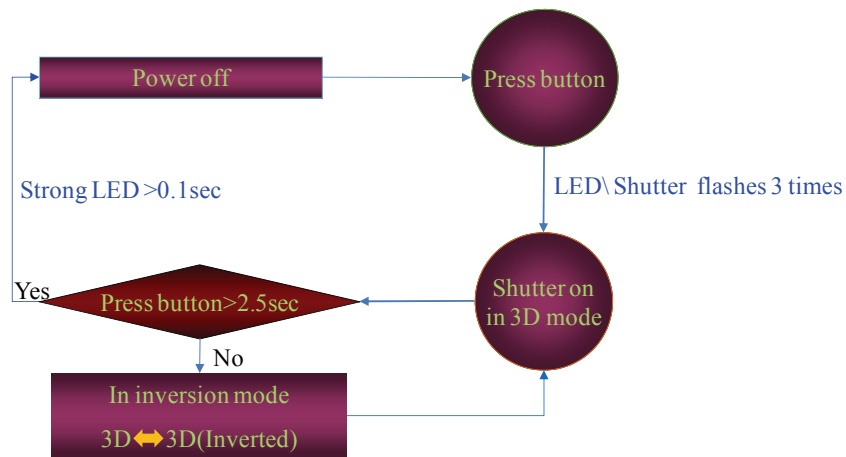 Power off
Press button
Strong LED >0.1sec
LED\ Shutter flashes 3 times
Yes
Press button>2.5sec
Shutter on
in 3D mode
No
In inversion mode
3D⬌3D(Inverted)